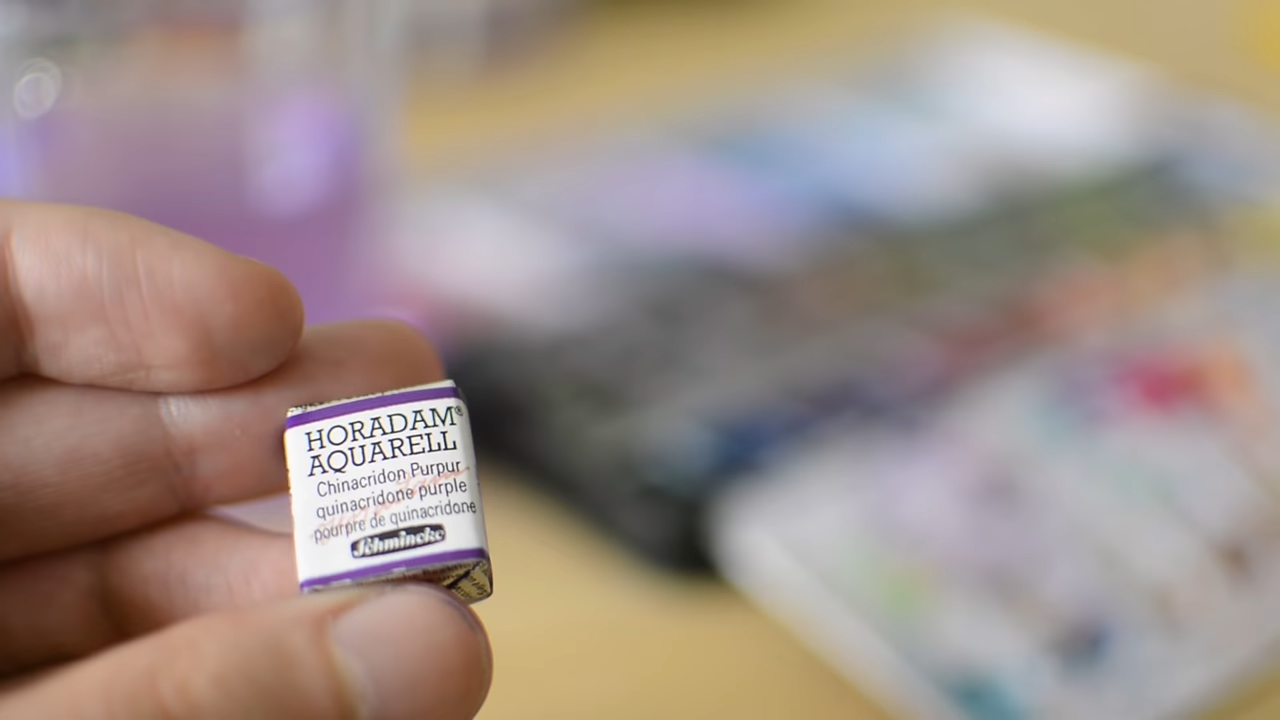 HORADAM®
AQUARELL
Chinacridon Purpur
quinacridone purple
pourpre de quinacridone
Schmincke